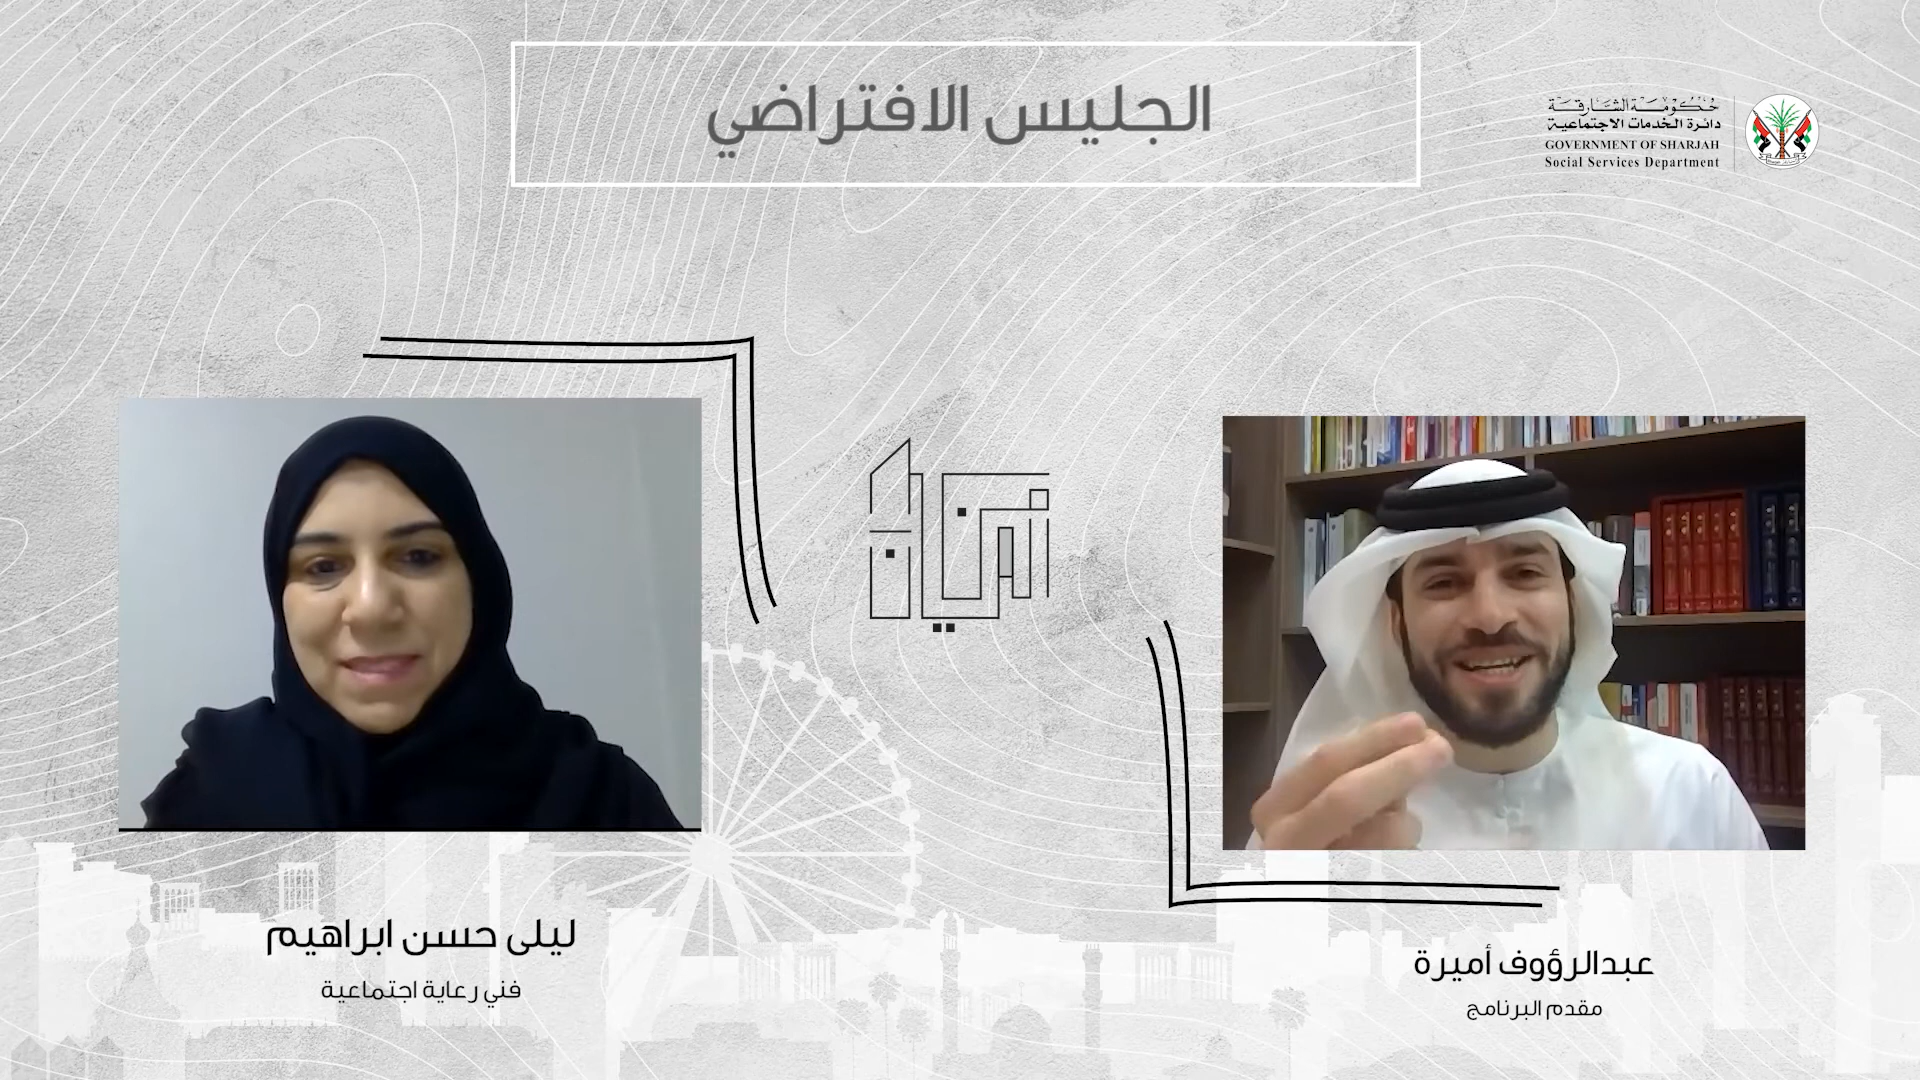 الجليس الافتراضي
حكومة الشارقة
دائرة الخدمات الاجتماعية
GOVERNMENT OF SHARJAH
Social Services Department
ليلى حسن ابراهيم
فني رعاية اجتماعية
عبدالرؤوف أميرة
مقدم البرنامج